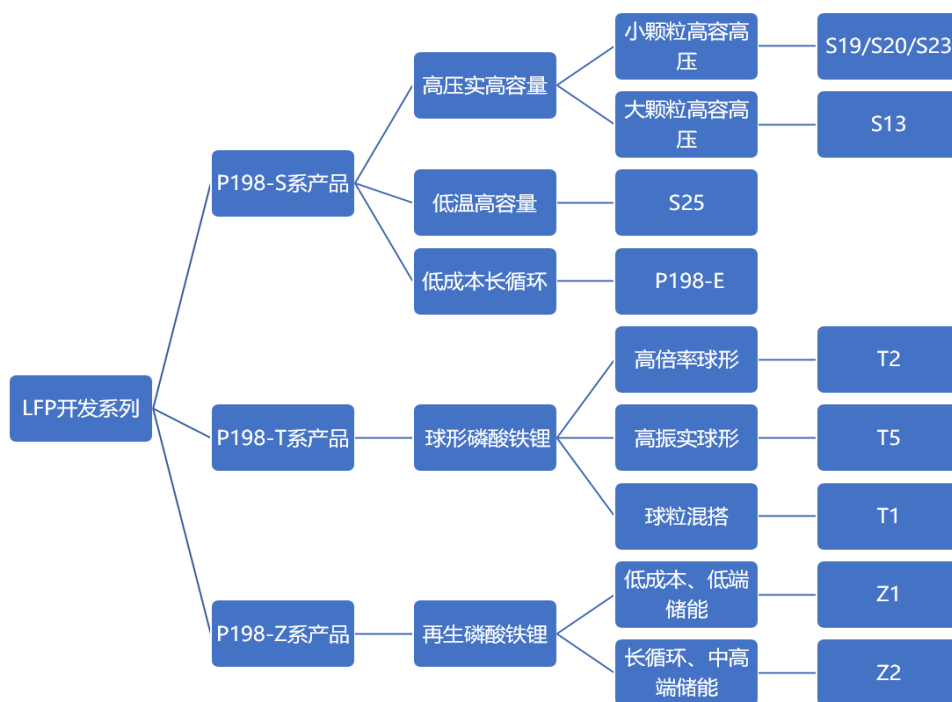 LFP开发系列
P198-S系产品
高压实高容量
小颗粒高容高
压
S19/S20/S23
大颗粒高容高
压
S13
低温高容量
S25
低成本长循环
P198-E
P198-T系产品
球形磷酸铁锂
高倍率球形
T2
高振实球形
T5
球粒混搭
T1
P198-Z系产品
再生磷酸铁锂
低成本、低端
储能
Z1
长循环、中高
端储能
Z2